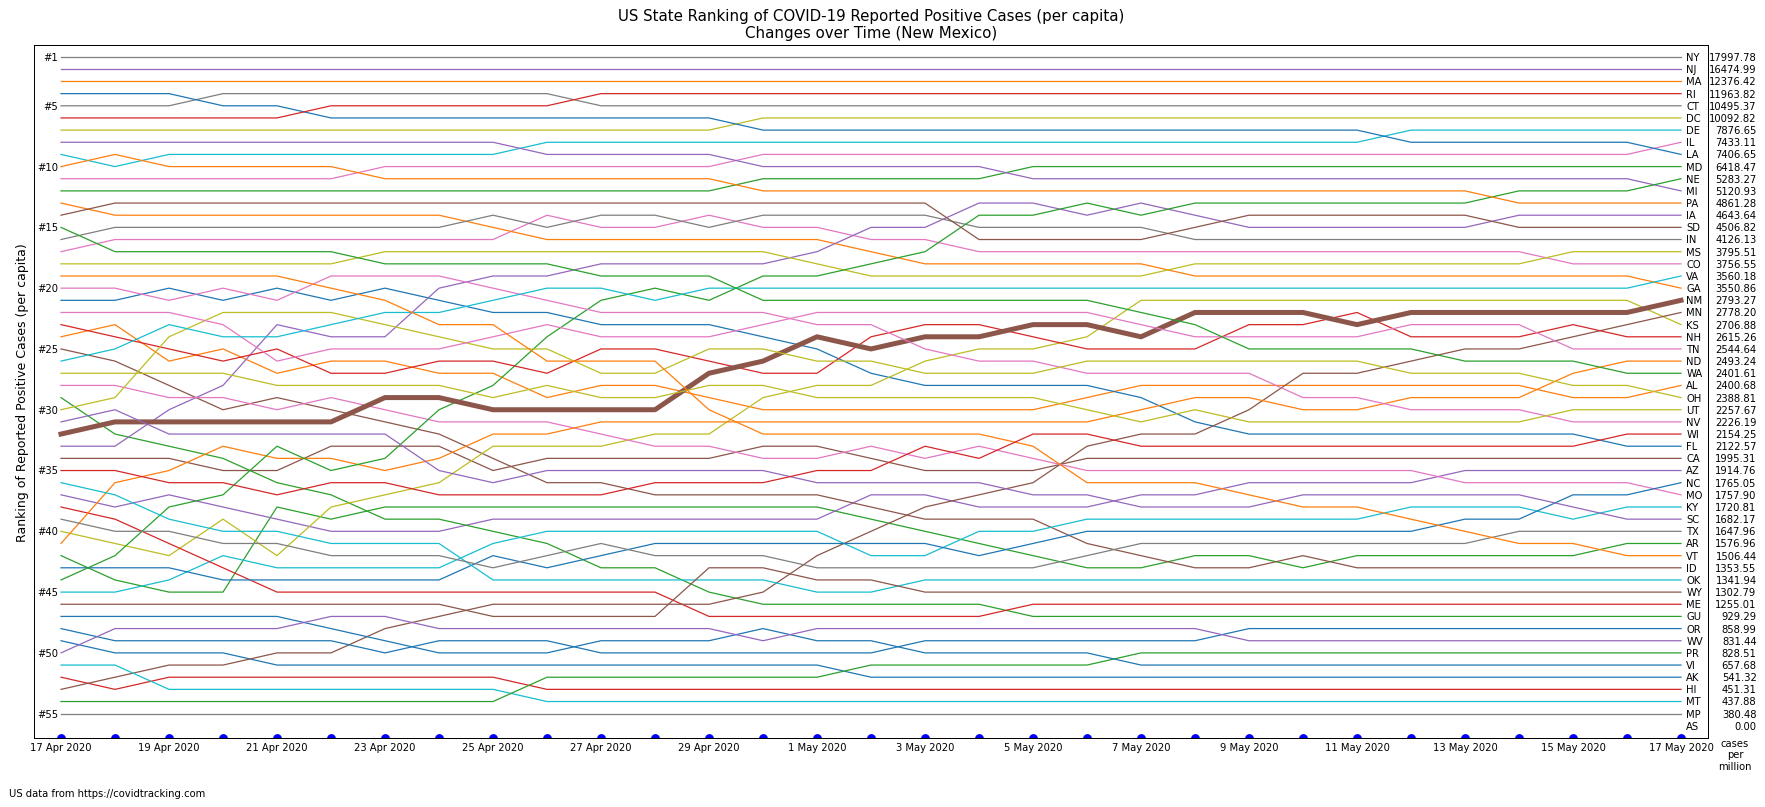 US State Ranking of COVID-19 Reported Positive Cases (per capita)
Changes over Time (New Mexico)
Ranking of Reported Positive Cases (per capita)
#1
#5
#10
#15
#20
#25
#30
#35
#40
#45
#50
#55
NY 17997.78
NJ 16474.99
MA 12376.42
RI 11963.82
CT 10495.37
DC 10092.82
DE 7876.65
IL 7433.11
LA 7406.65
MD 6418.47
NE 5283.27
MI 5120.93
PA 4861.28
IA 4643.64
SD 4506.82
IN 4126.13
MS 3795.51
CO 3756.55
VA 3560.18
GA 3550.86
NM 2793.27
MN 2778.20
KS 2706.88
NH 2615.26
TN 2544.64
ND 2493.24
WA 2401.61
AL 2400.68
OH 2388.81
UT 2257.67
NV 2226.19
WI 2154.25
FL 2122.57
CA 1995.31
AZ 1914.76
NC 1765.05
MO 1757.90
KY 1720.81
SC 1682.17
TX 1647.96
AR 1576.96
VT 1506.44
ID 1353.55
OK 1341.94
WY 1302.79
ME 1255.01
GU 929.29
OR 858.99
WV 831.44
PR 828.51
VI 657.68
AK 541.32
HI 451.31
MT 437.88
MP 380.48
AS 0.00
17 Apr 2020 19 Apr 2020 21 Apr 2020 23 Apr 2020 25 Apr 2020 27 Apr 2020 29 Apr 2020 1 May 2020 3 May 2020 5 May 2020 7 May 2020 9 May 2020 11 May 2020 13 May 2020 15 May 2020 17 May 2020
cases
per
million
US data from https://covidtracking.com